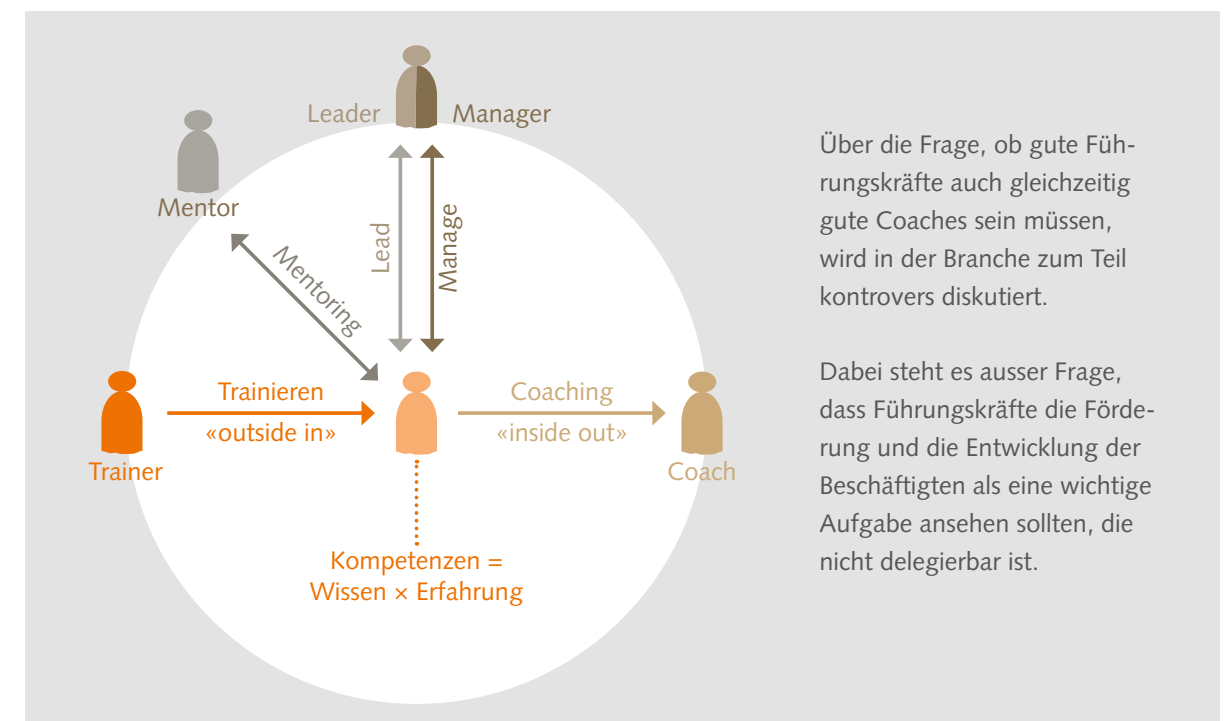 Leader
Manager
Mentor
Lead
Manage
Mentoring
Trainieren
«outside in»
Coaching
«inside out»
Trainer
Coach
Kompetenzen =
Wissen × Erfahrung
Über die Frage, ob gute Füh-
rungskräfte auch gleichzeitig
gute Coaches sein müssen,
wird in der Branche zum Teil
kontrovers diskutiert.
Dabei steht es ausser Frage,
dass Führungskräfte die Förde-
rung und die Entwicklung der
Beschäftigten als eine wichtige
Aufgabe ansehen sollten, die
nicht delegierbar ist.